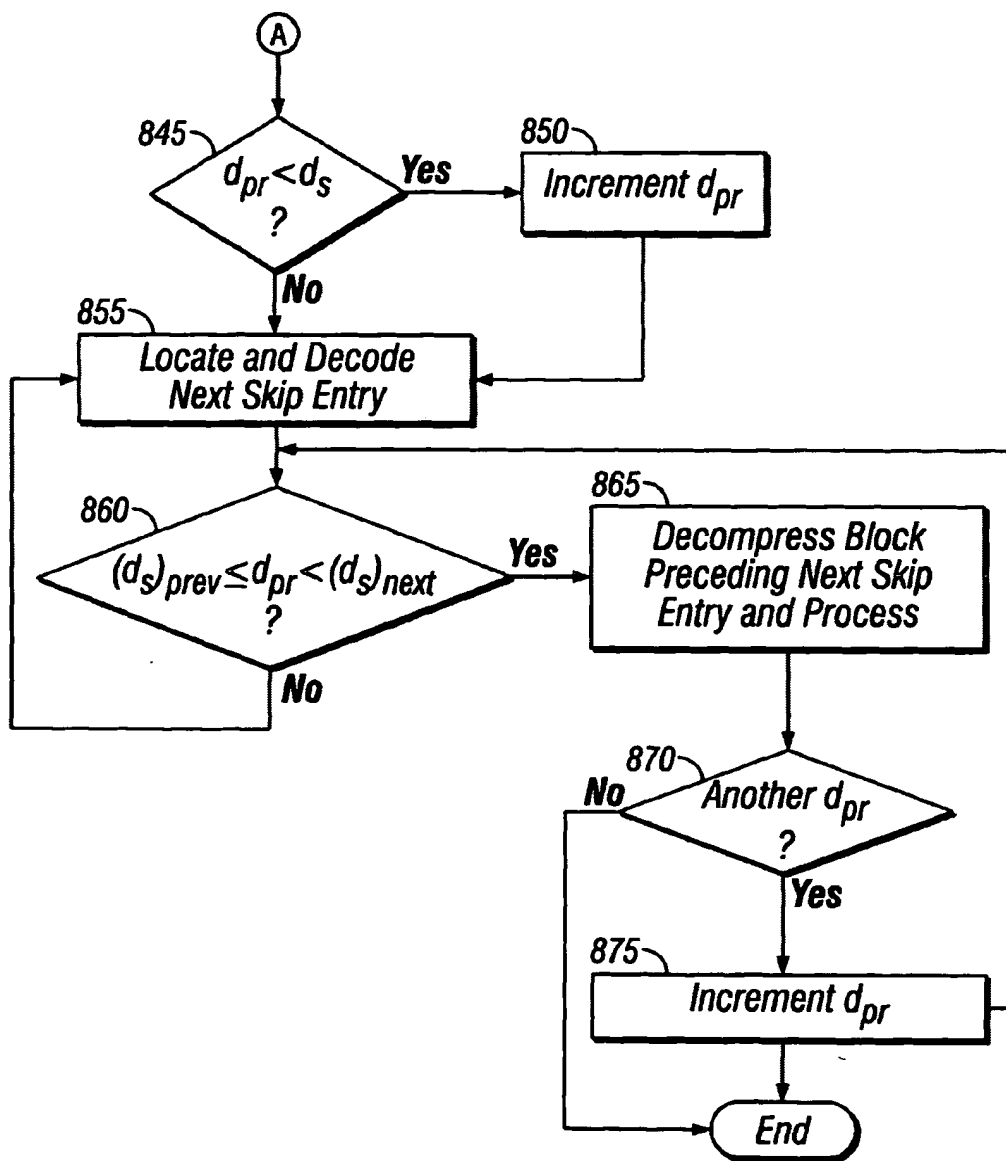 A
845
d_pr < d_s
?
Yes
No
850
Increment d_pr
855
Locate and Decode
Next Skip Entry
860
(d_s)_prev ≤ d_pr < (d_s)_next
?
Yes
No
865
Decompress Block
Preceding Next Skip
Entry and Process
870
No
Another d_pr
?
Yes
875
Increment d_pr
End